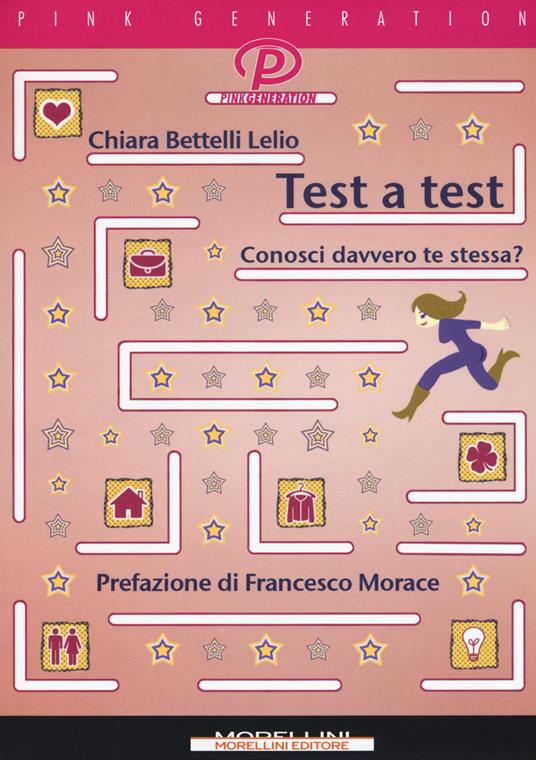 PINK GENERATION
P
PINKGENERATION
Chiara Bettelli Lelio
Test a test
Conosci davvero te stessa?
Prefazione di Francesco Morace
MORELLINI
MORELLINI EDITORE